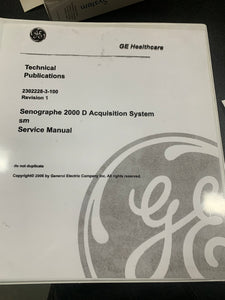 GE Healthcare
Technical
Publications
2302228-3-100
Revision 1
Senographe 2000 D Acquisition System
sm
Service Manual
do not duplicate
Copyright© 2006 by General Electric Company Inc. All rights reserved.